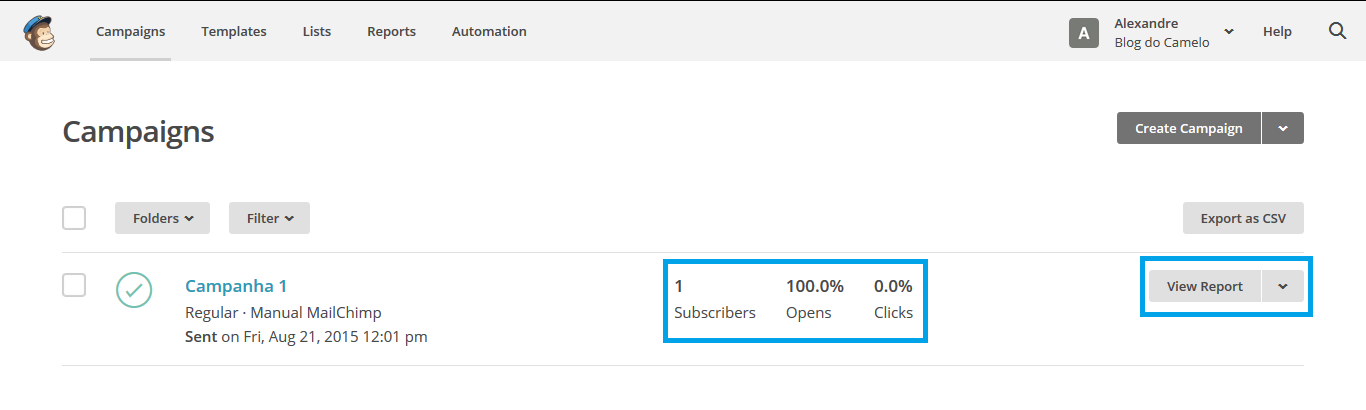 Campaigns Templates Lists Reports Automation A Alexandre Help
Blog do Camelo
Campaigns
Create Campaign
Folders Filter Export as CSV
Campanha 1 1 100.0% 0.0% View Report
Regular · Manual MailChimp Subscribers Opens Clicks
Sent on Fri, Aug 21, 2015 12:01 pm